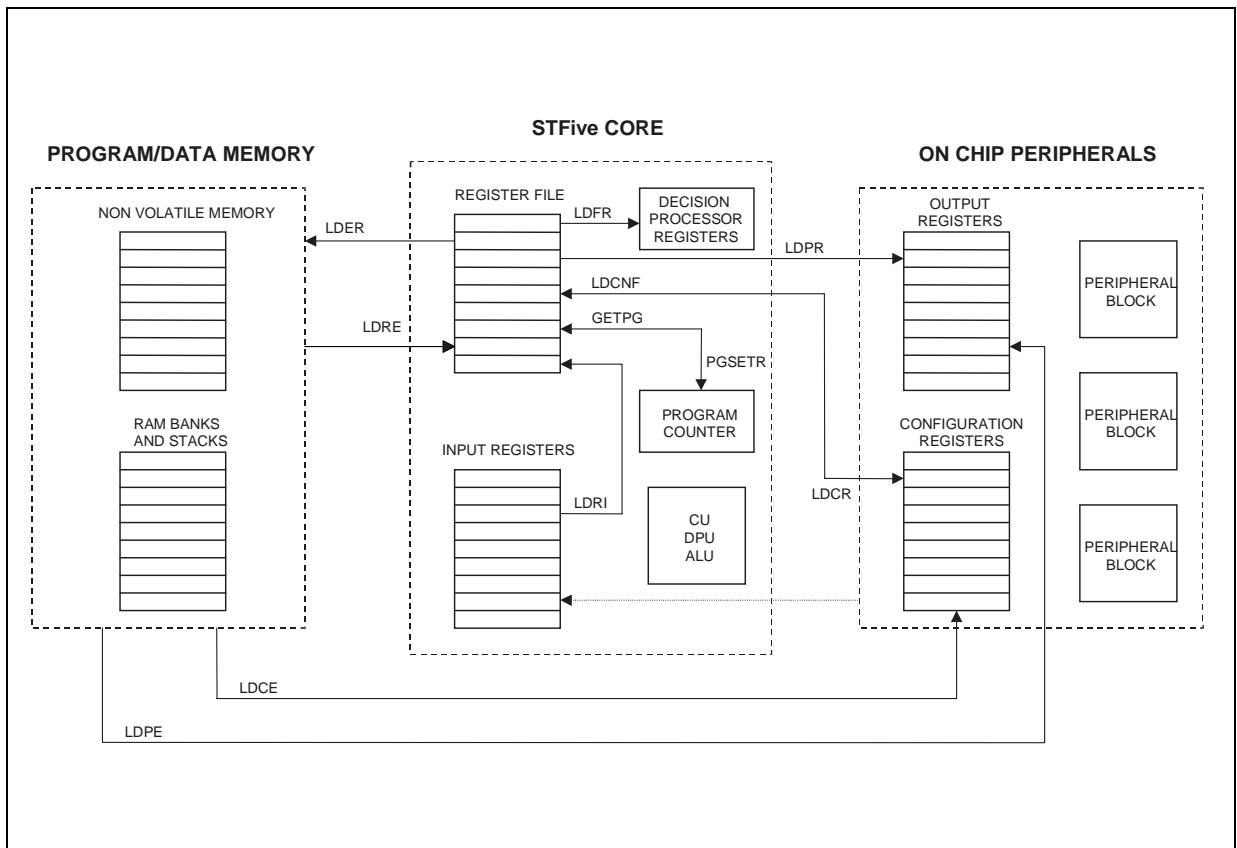 STFive CORE
PROGRAM/DATA MEMORY
ON CHIP PERIPHERALS
NON VOLATILE MEMORY
REGISTER FILE
DECISION
PROCESSOR
REGISTERS
OUTPUT
REGISTERS
LDER
LDFR
LDPR
LDCNF
LDRE
GETPG
PGSETR
PERIPHERAL
BLOCK
RAM BANKS
AND STACKS
INPUT REGISTERS
PROGRAM
COUNTER
CONFIGURATION
REGISTERS
PERIPHERAL
BLOCK
LDRI
LDCR
CU
DPU
ALU
PERIPHERAL
BLOCK
LDCE
LDPE